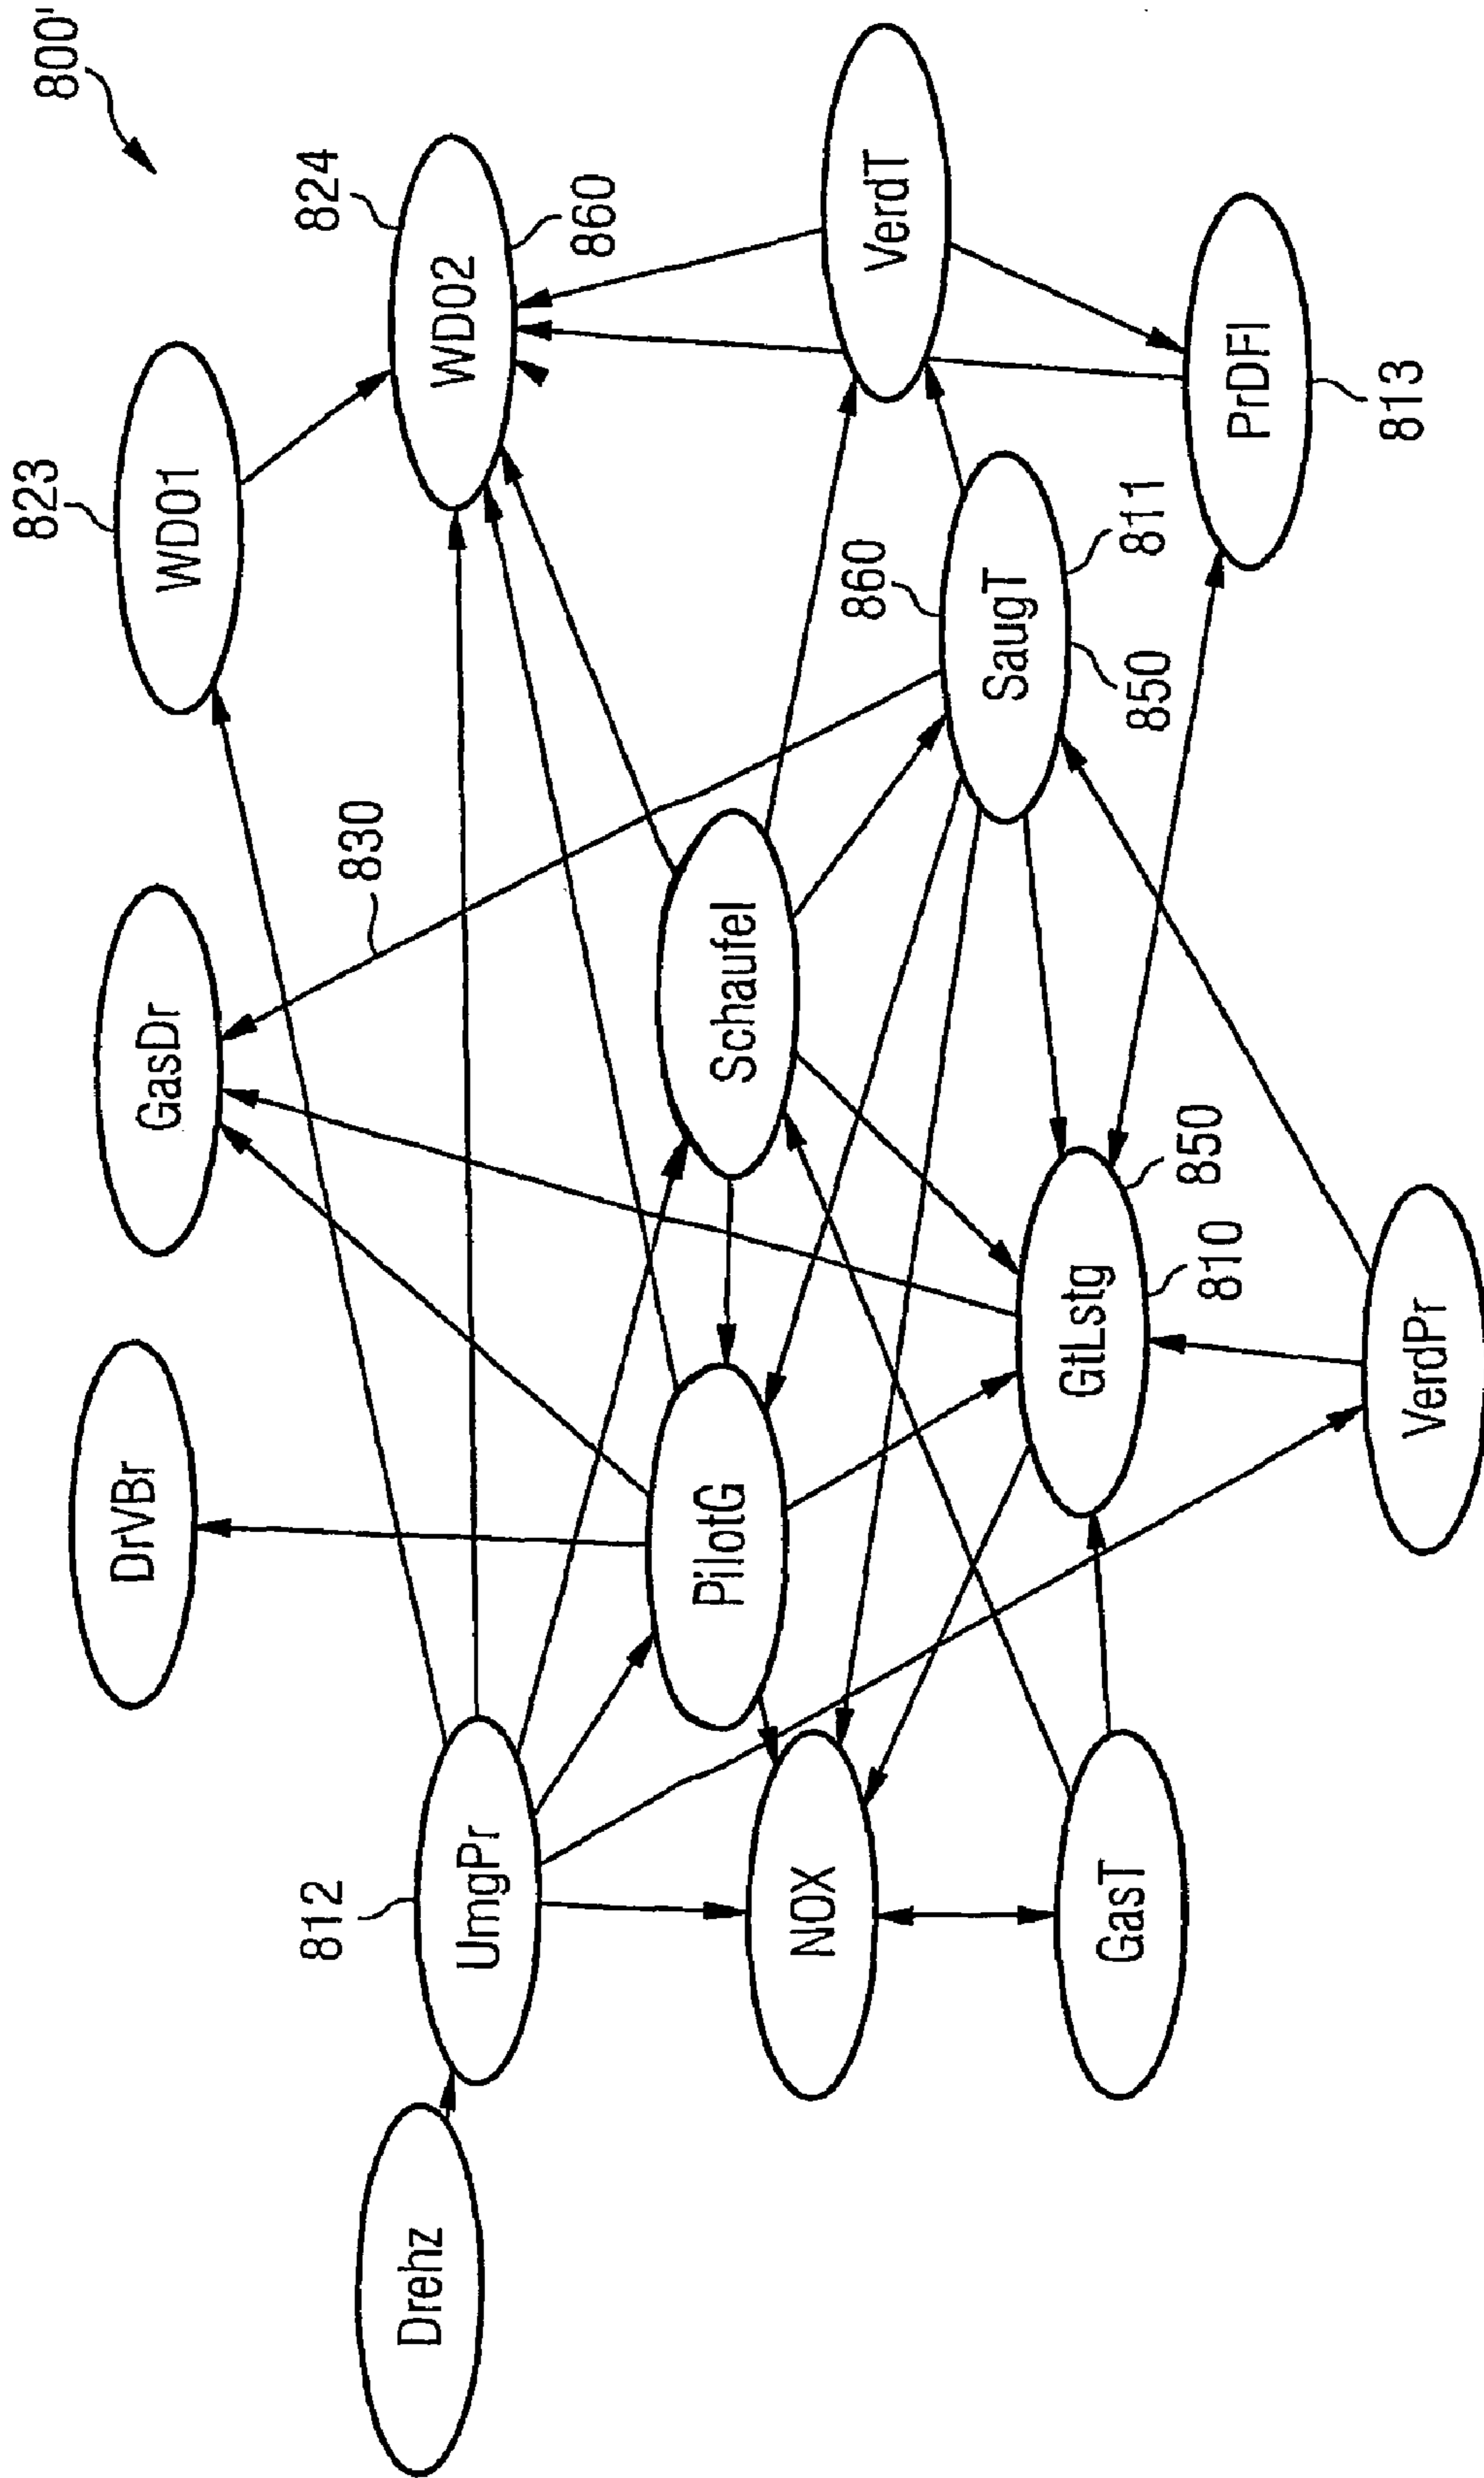 800'
823
WD01
824
WD02
860
GasDr
830
DrVBr
VerdT
860
SaugT
811
850
PrDFl
813
Schaufel
PilotG
812
UmgPr
Drehz
NOX
GtLstg
850
810
GasT
VerdPr